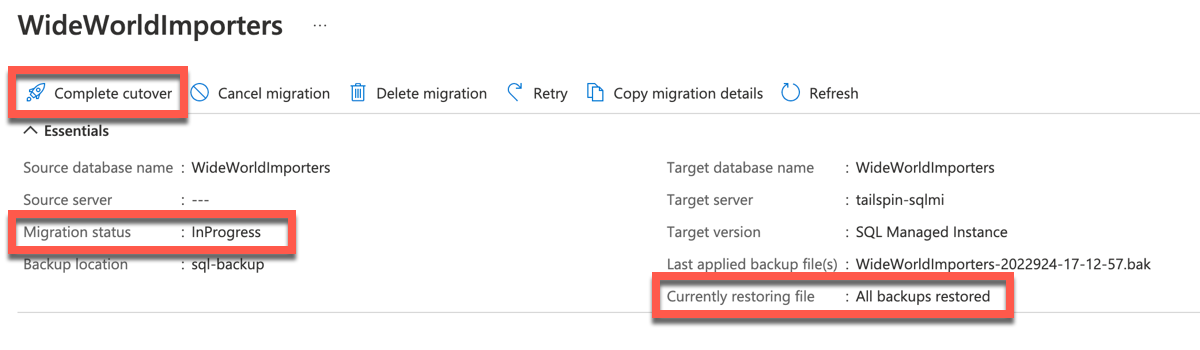 WideWorldImporters ...
Complete cutover Cancel migration Delete migration Retry Copy migration details Refresh
Essentials
Source database name : WideWorldImporters
Source server : ---
Migration status : InProgress
Backup location : sql-backup
Target database name : WideWorldImporters
Target server : tailspin-sqlmi
Target version : SQL Managed Instance
Last applied backup file(s) : WideWorldImporters-2022924-17-12-57.bak
Currently restoring file : All backups restored